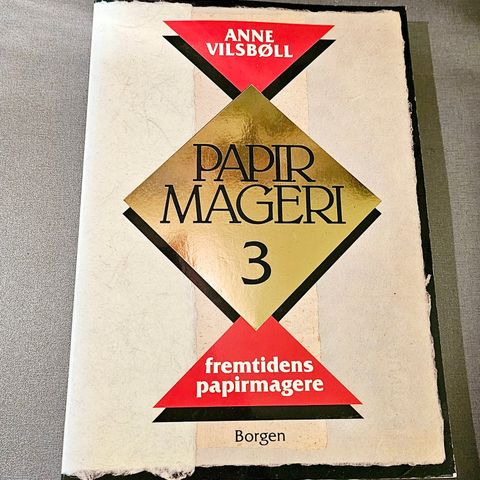 ANNE
VILSBØLL
PAPIR
MAGERI
3
fremtidens
papirmagere
Borgen